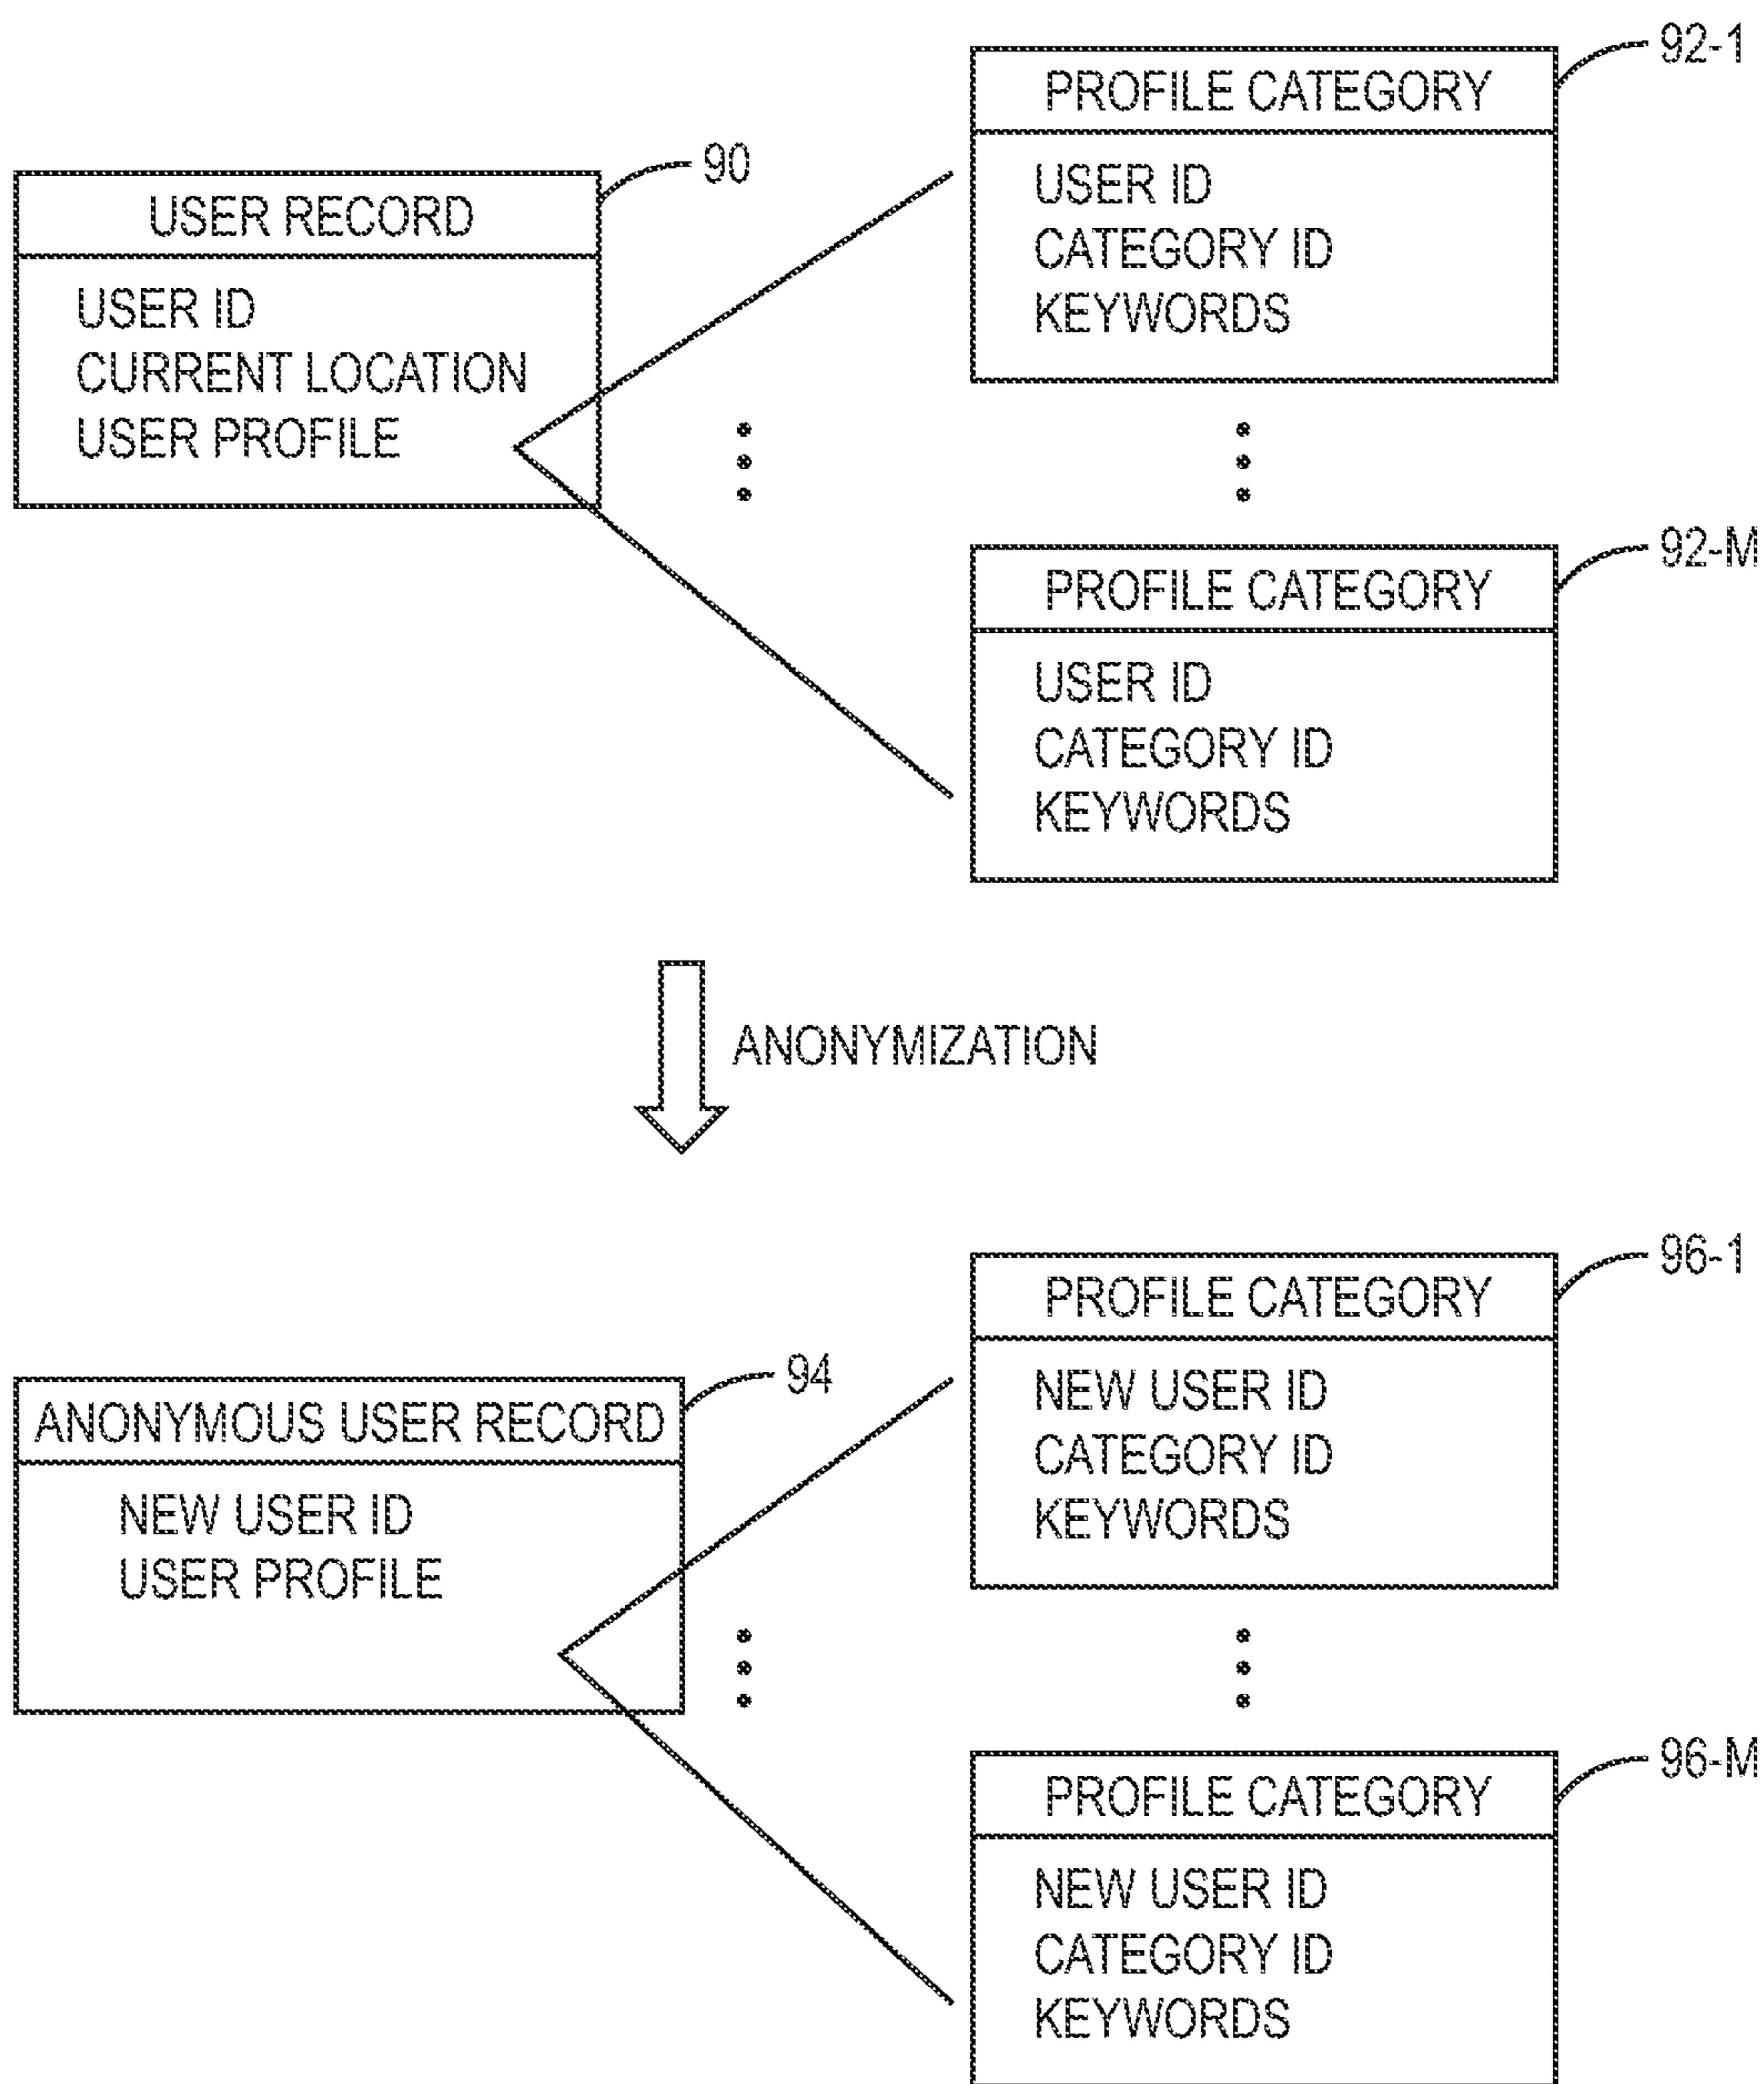 92-1
PROFILE CATEGORY
USER ID
CATEGORY ID
KEYWORDS
90
USER RECORD
USER ID
CURRENT LOCATION
USER PROFILE
92-M
PROFILE CATEGORY
USER ID
CATEGORY ID
KEYWORDS
ANONYMIZATION
96-1
PROFILE CATEGORY
NEW USER ID
CATEGORY ID
KEYWORDS
94
ANONYMOUS USER RECORD
NEW USER ID
USER PROFILE
96-M
PROFILE CATEGORY
NEW USER ID
CATEGORY ID
KEYWORDS